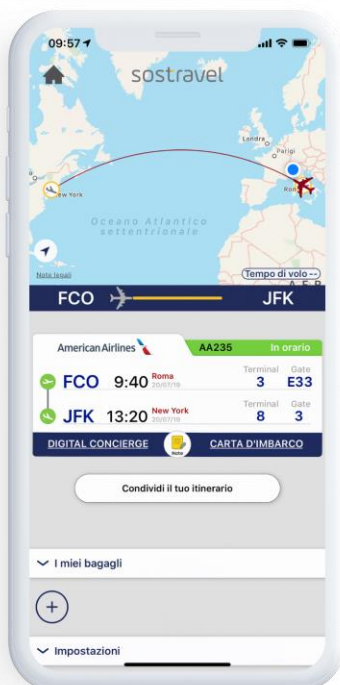 09:57
sostravel
Londra
Parigi
New York
Oceano Atlantico
settentrionale
Note legali
Tempo di volo --
FCO
JFK
American Airlines
AA235
In orario
FCO 9:40 Roma 20/07/19 Terminal 3 Gate E33
JFK 13:20 New York 20/07/19 Terminal 8 Gate 3
DIGITAL CONCIERGE Note CARTA D'IMBARCO
Condividi il tuo itinerario
I miei bagagli
+
Impostazioni